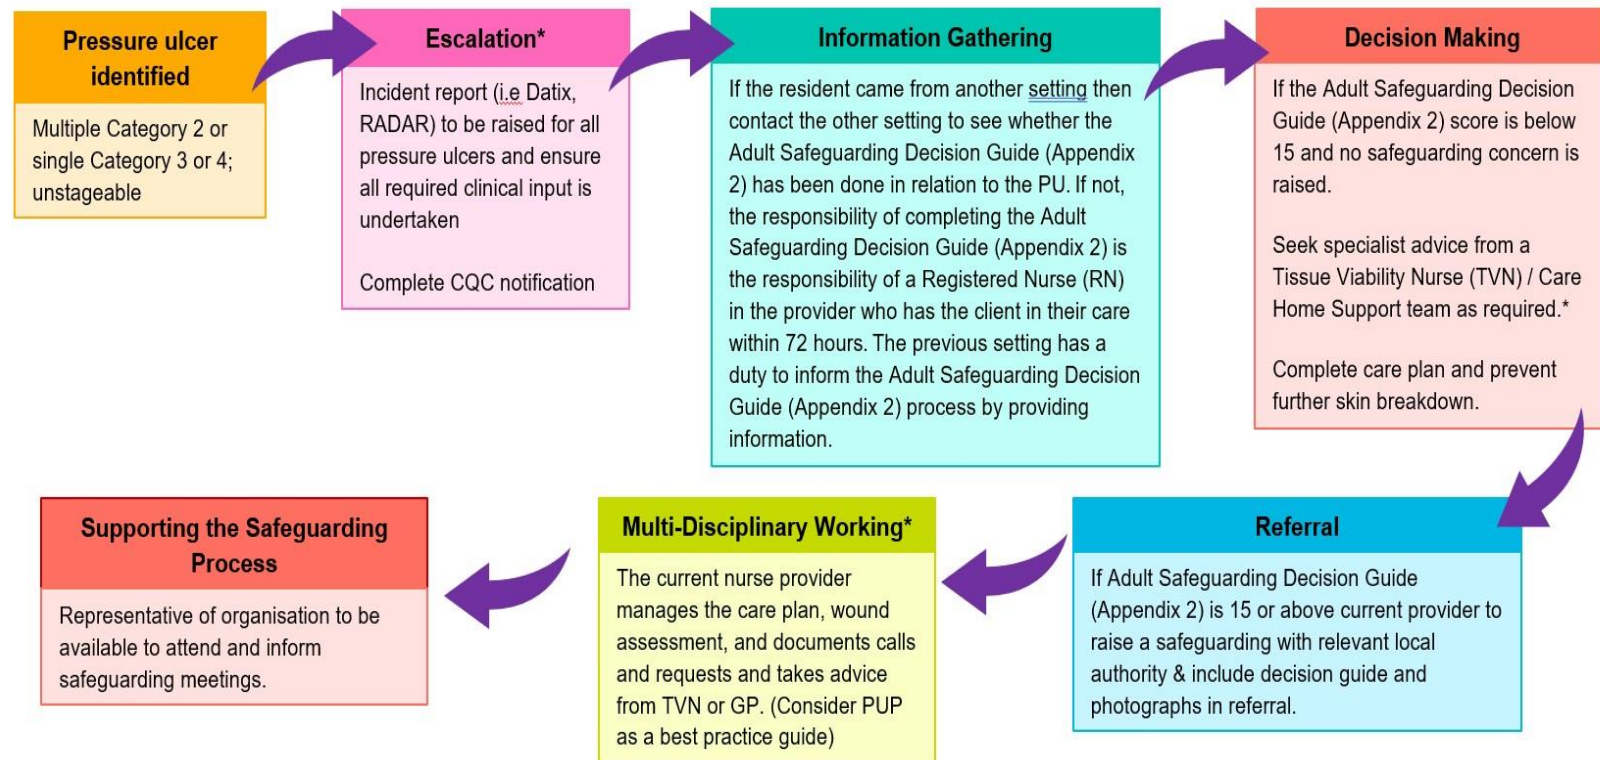 Pressure ulcer
identified
Multiple Category 2 or
single Category 3 or 4;
unstageable
Escalation*
Incident report (i.e Datix,
RADAR) to be raised for all
pressure ulcers and ensure
all required clinical input is
undertaken
Complete CQC notification
Information Gathering
If the resident came from another setting then
contact the other setting to see whether the
Adult Safeguarding Decision Guide (Appendix
2) has been done in relation to the PU. If not,
the responsibility of completing the Adult
Safeguarding Decision Guide (Appendix 2) is
the responsibility of a Registered Nurse (RN)
in the provider who has the client in their care
within 72 hours. The previous setting has a
duty to inform the Adult Safeguarding Decision
Guide (Appendix 2) process by providing
information.
Decision Making
If the Adult Safeguarding Decision
Guide (Appendix 2) score is below
15 and no safeguarding concern is
raised.
Seek specialist advice from a
Tissue Viability Nurse (TVN) / Care
Home Support team as required.*
Complete care plan and prevent
further skin breakdown.
Referral
If Adult Safeguarding Decision Guide
(Appendix 2) is 15 or above current provider to
raise a safeguarding with relevant local
authority & include decision guide and
photographs in referral.
Multi-Disciplinary Working*
The current nurse provider
manages the care plan, wound
assessment, and documents calls
and requests and takes advice
from TVN or GP. (Consider PUP
as a best practice guide)
Supporting the Safeguarding
Process
Representative of organisation to be
available to attend and inform
safeguarding meetings.